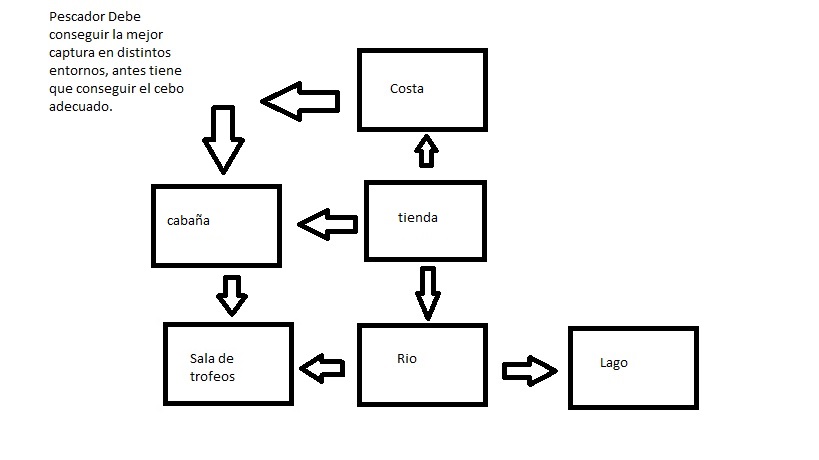 Pescador Debe
conseguir la mejor
captura en distintos
entornos, antes tiene
que conseguir el cebo
adecuado.
Costa
cabaña
tienda
Sala de
trofeos
Rio
Lago